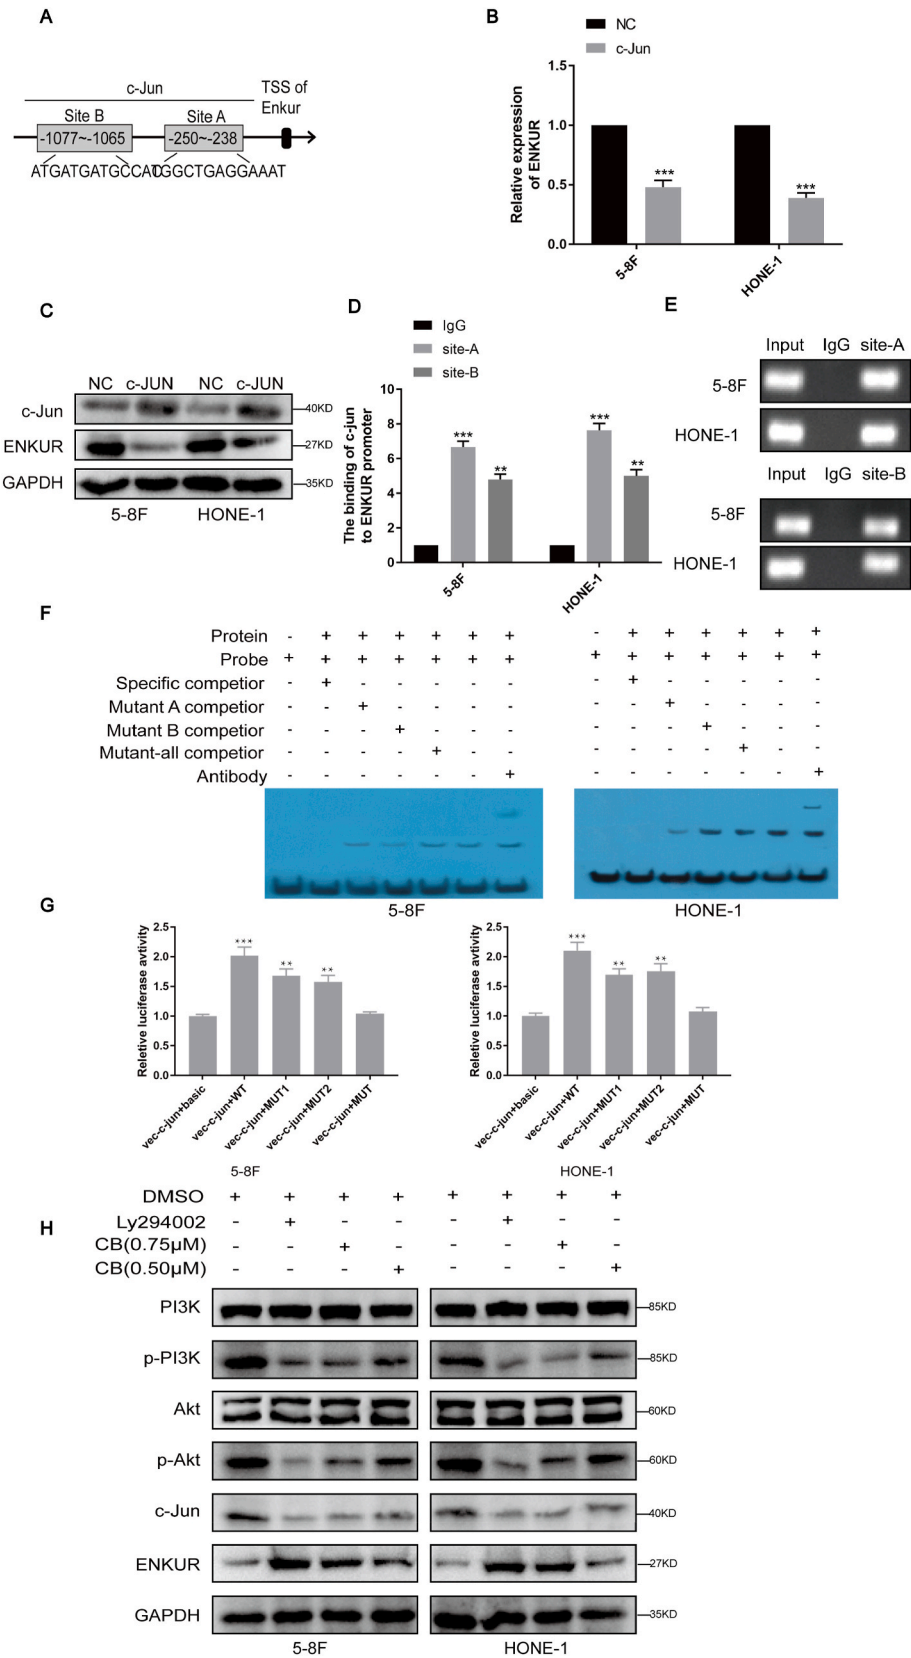 A
c-Jun
TSS of
Enkur
Site B
Site A
-1077~-1065
-250~-238
ATGATGATGCCAC
TGGCTGAGGAAAT
B
NC
c-Jun
Relative expression
of ENKUR
1.5
1.0
0.5
0.0
***
***
5-8F
HONE-1
C
NC c-JUN NC c-JUN
c-Jun
40KD
ENKUR
27KD
GAPDH
35KD
5-8F
HONE-1
D
IgG
site-A
site-B
The binding of c-jun
to ENKUR promoter
10
8
6
4
2
0
***
**
***
**
5-8F
HONE-1
E
Input IgG site-A
5-8F
HONE-1
Input IgG site-B
5-8F
HONE-1
F
Protein - + + + + + + - + + + + + +
Probe + + + + + + + + + + + + + +
Specific competior - + - - - - - - + - - - - -
Mutant A competior - - + - - - - - - + - - - -
Mutant B competior - - - + - - - - - - + - - -
Mutant-all competior - - - - + - - - - - - + - -
Antibody - - - - - - + - - - - - - +
5-8F
HONE-1
G
Reletive luciferase avtivity
2.5
2.0
1.5
1.0
0.5
0.0
***
**
**
vec-c-jun+basic
vec-c-jun+WT
vec-c-jun+MUT1
vec-c-jun+MUT2
vec-c-jun+MUT
5-8F
Reletive luciferase avtivity
2.5
2.0
1.5
1.0
0.5
0.0
***
**
**
vec-c-jun+basic
vec-c-jun+WT
vec-c-jun+MUT1
vec-c-jun+MUT2
vec-c-jun+MUT
HONE-1
H
DMSO + + + + + + + +
Ly294002 - + - - - + - -
CB(0.75μM) - - + - - - + -
CB(0.50μM) - - - + - - - +
PI3K
85KD
p-PI3K
85KD
Akt
60KD
p-Akt
60KD
c-Jun
40KD
ENKUR
27KD
GAPDH
35KD
5-8F
HONE-1